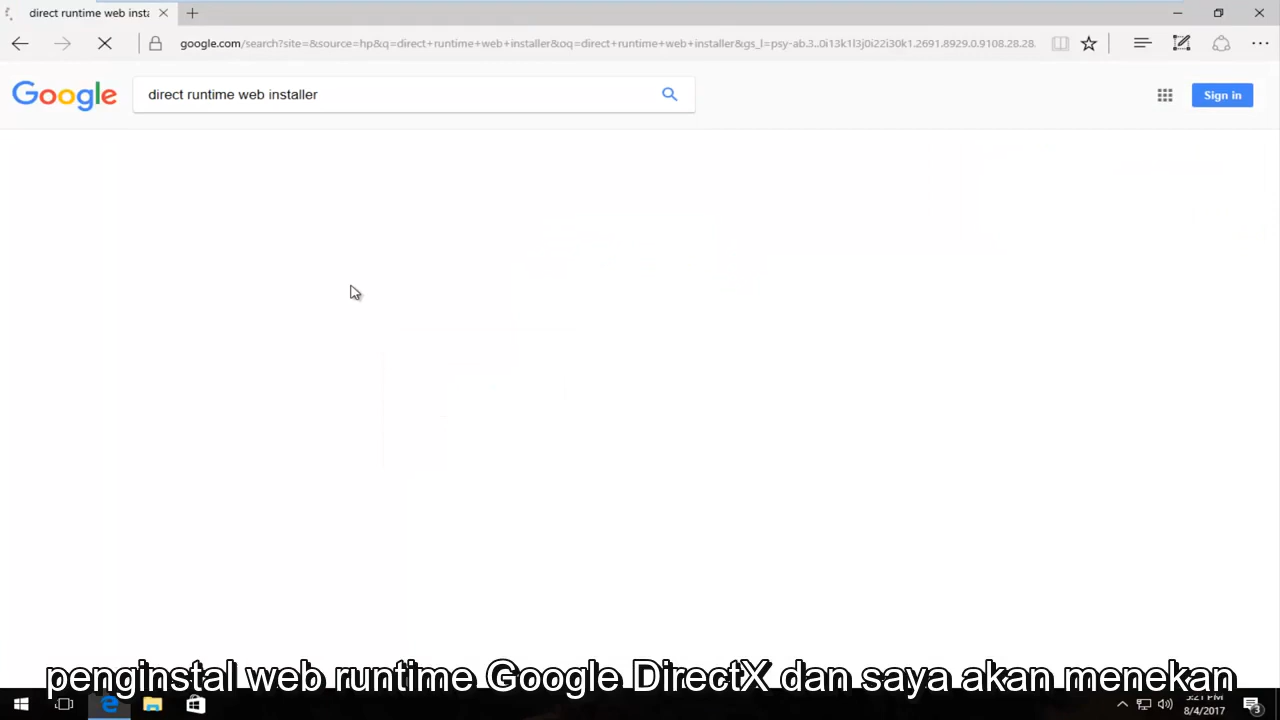 direct runtime web insta
google.com/search?site=&source=hp&q=direct+runtime+web+installer&oq=direct+runtime+web+installer&gs_l=psy-ab.3..0i13k1l3j0i22i30k1.2691.8929.0.9108.28.28.
Google
direct runtime web installer
Sign in
penginstal web runtime Google DirectX dan saya akan menekan
8/4/2017
3